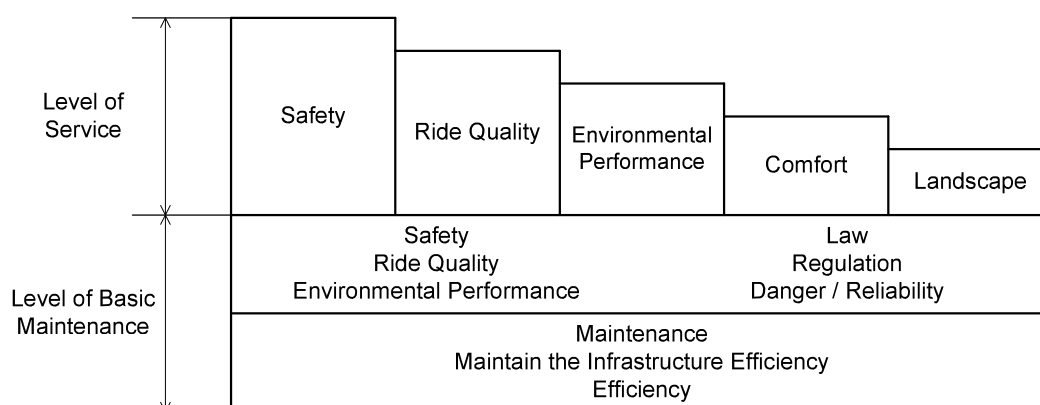 Level of
Service
Safety
Ride Quality
Environmental
Performance
Comfort
Landscape
Level of Basic
Maintenance
Safety
Ride Quality
Environmental Performance
Law
Regulation
Danger / Reliability
Maintenance
Maintain the Infrastructure Efficiency
Efficiency